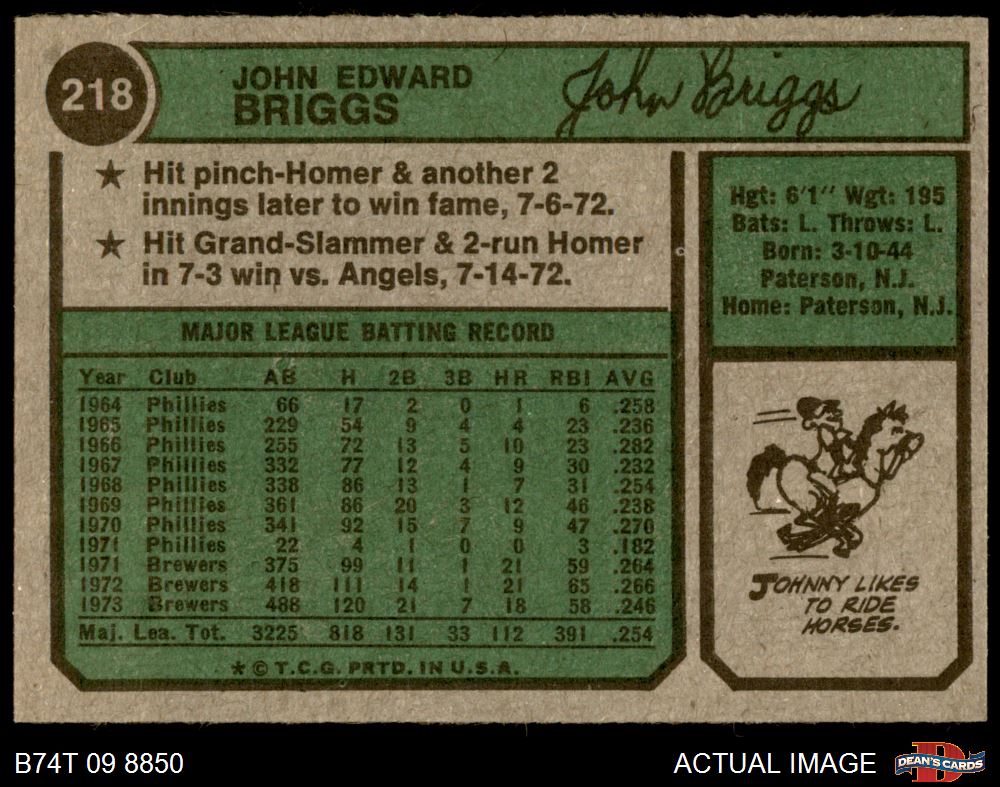 218
JOHN EDWARD
BRIGGS
John Briggs
★ Hit pinch-Homer & another 2
innings later to win fame, 7-6-72.
★ Hit Grand-Slammer & 2-run Homer
in 7-3 win vs. Angels, 7-14-72.
Hgt: 6'1" Wgt: 195
Bats: L. Throws: L.
Born: 3-10-44
Paterson, N.J.
Home: Paterson, N.J.
MAJOR LEAGUE BATTING RECORD
Year Club AB H 2B 3B HR RBI AVG
1964 Phillies 66 17 2 0 1 6 .258
1965 Phillies 229 54 9 4 4 23 .236
1966 Phillies 255 72 13 5 10 23 .282
1967 Phillies 332 77 12 4 9 30 .232
1968 Phillies 338 86 13 1 7 31 .254
1969 Phillies 361 86 20 3 12 46 .238
1970 Phillies 341 92 15 7 9 47 .270
1971 Phillies 22 4 1 0 0 3 .182
1971 Brewers 375 99 11 1 21 59 .264
1972 Brewers 418 111 14 1 21 65 .266
1973 Brewers 488 120 21 7 18 58 .246
Maj. Lea. Tot. 3225 818 131 33 112 391 .254
★ © T.C.G. PRTD. IN U.S.A.
JOHNNY LIKES
TO RIDE
HORSES.
B74T 09 8850
ACTUAL IMAGE
DEAN'S CARDS